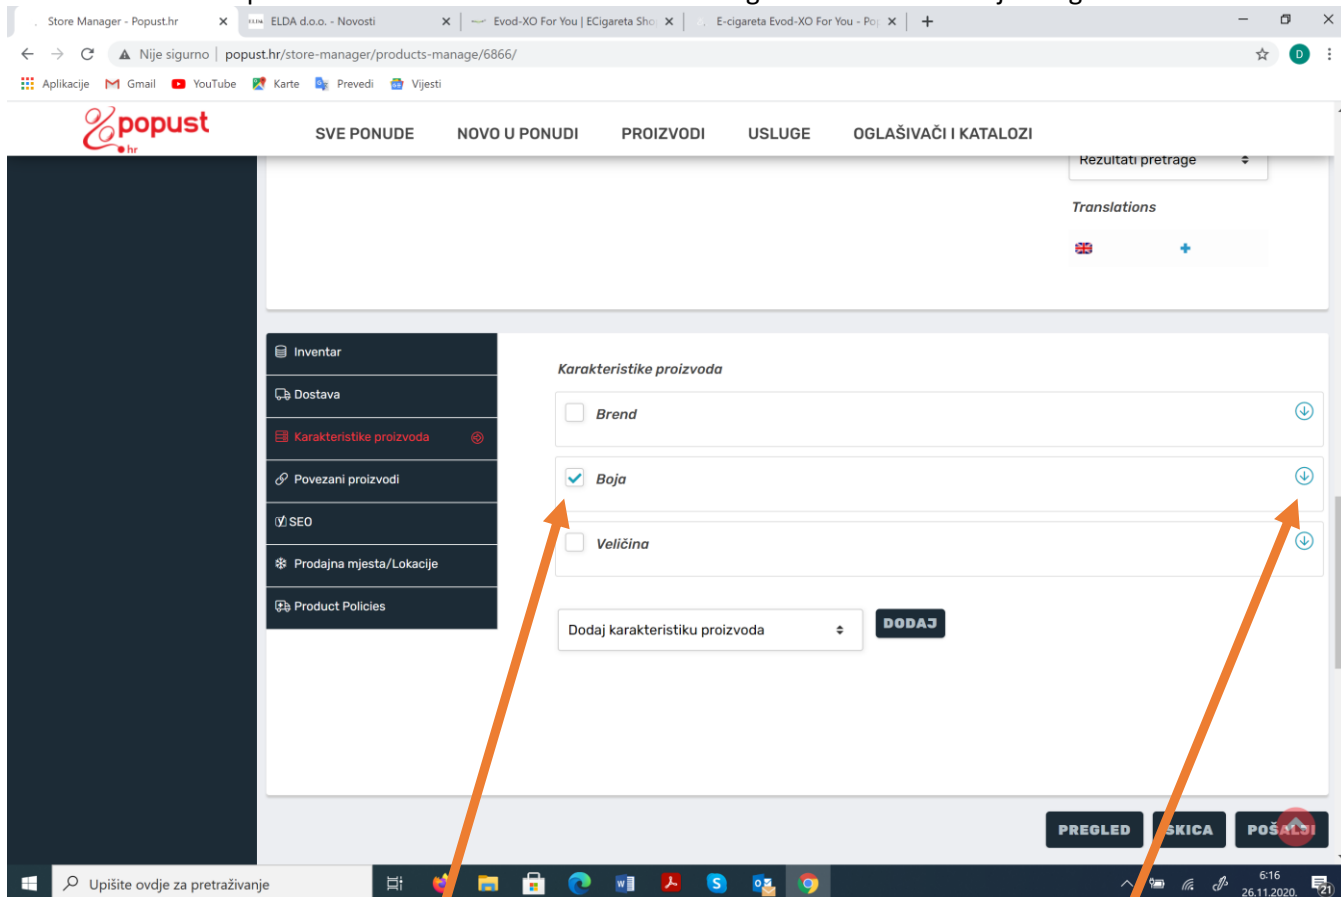 Store Manager - Popust.hr
ELDA d.o.o. - Novosti
Evod-XO For You | ECigareta Sho
E-cigareta Evod-XO For You - Po
Nije sigurno | popust.hr/store-manager/products-manage/6866/
D
Aplikacije Gmail YouTube Karte Prevedi Vijesti
popust
hr
SVE PONUDE NOVO U PONUDI PROIZVODI USLUGE OGLAŠIVAČI I KATALOZI
Rezultati pretrage
Translations
Inventar
Dostava
Karakteristike proizvoda
Povezani proizvodi
SEO
Prodajna mjesta/Lokacije
Product Policies
Karakteristike proizvoda
Brend
Boja
Veličina
Dodaj karakteristiku proizvoda DODAJ
PREGLED SKICA POŠALJI
Upišite ovdje za pretraživanje
6:16
26.11.2020.
21